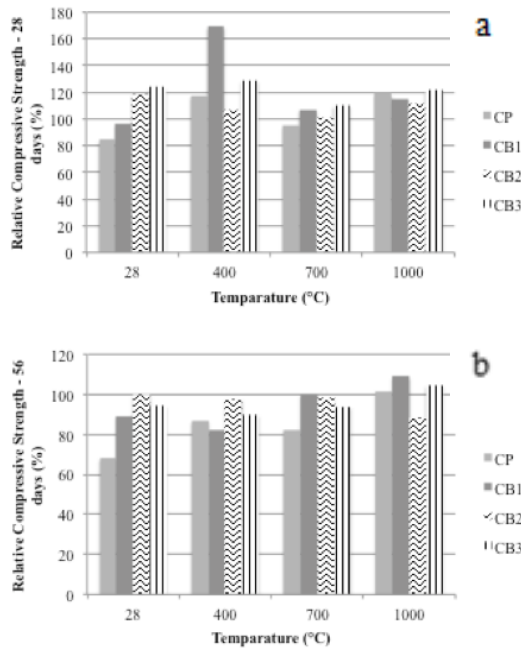 a
Relative Compressive Strength - 28
days (%)
180
160
140
120
100
80
60
40
20
0
28 400 700 1000
Temparature (°C)
CP
CB1
CB2
CB3
b
Relative Compressive Strength - 56
days (%)
120
100
80
60
40
20
0
28 400 700 1000
Temparature (°C)
CP
CB1
CB2
CB3